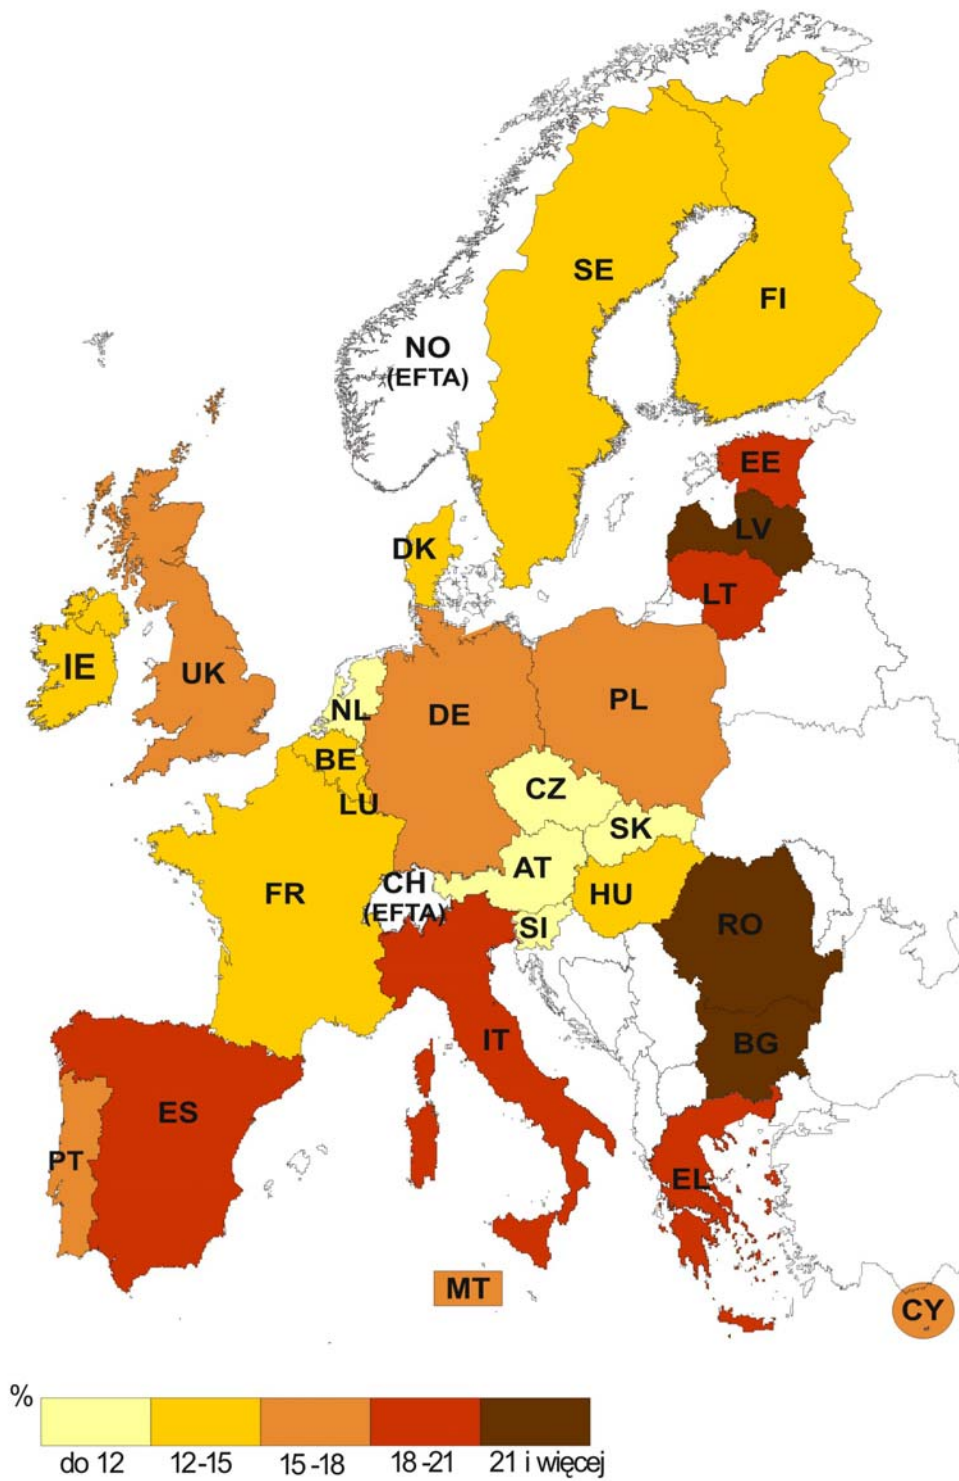 SE
FI
NO
(EFTA)
EE
LV
DK
LT
IE
UK
NL
DE
PL
BE
CZ
LU
SK
AT
CH
(EFTA)
FR
HU
SI
RO
IT
BG
ES
PT
EL
MT
CY
%
do 12
12-15
15-18
18-21
21 i więcej